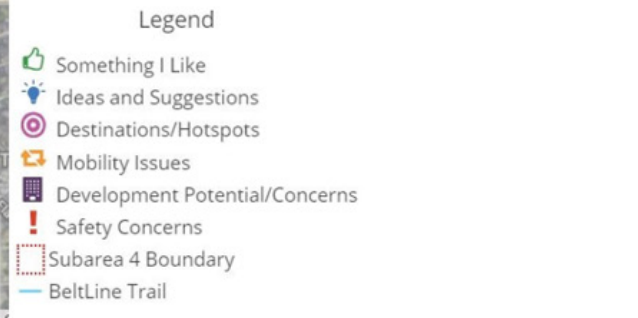 Legend
Something I Like
Ideas and Suggestions
Destinations/Hotspots
Mobility Issues
Development Potential/Concerns
Safety Concerns
Subarea 4 Boundary
BeltLine Trail